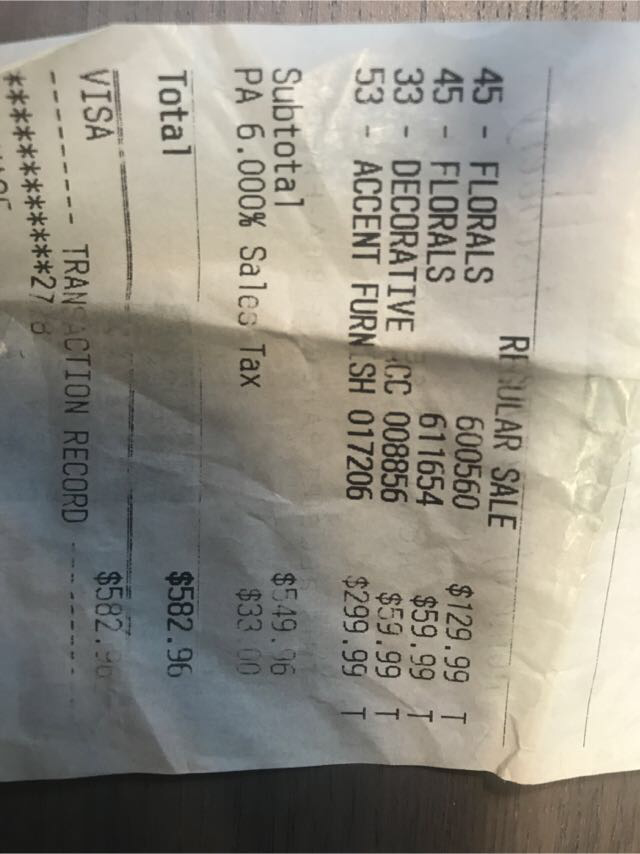 REGULAR SALE
45 - FLORALS 600560 $129.99 T
45 - FLORALS 611654 $59.99 T
33 - DECORATIVE ACC 008856 $59.99 T
53 - ACCENT FURNISH 017206 $299.99 T
Subtotal $549.96
PA 6.000% Sales Tax $33.00
Total $582.96
VISA $582.96
--------- TRANSACTION RECORD ---------